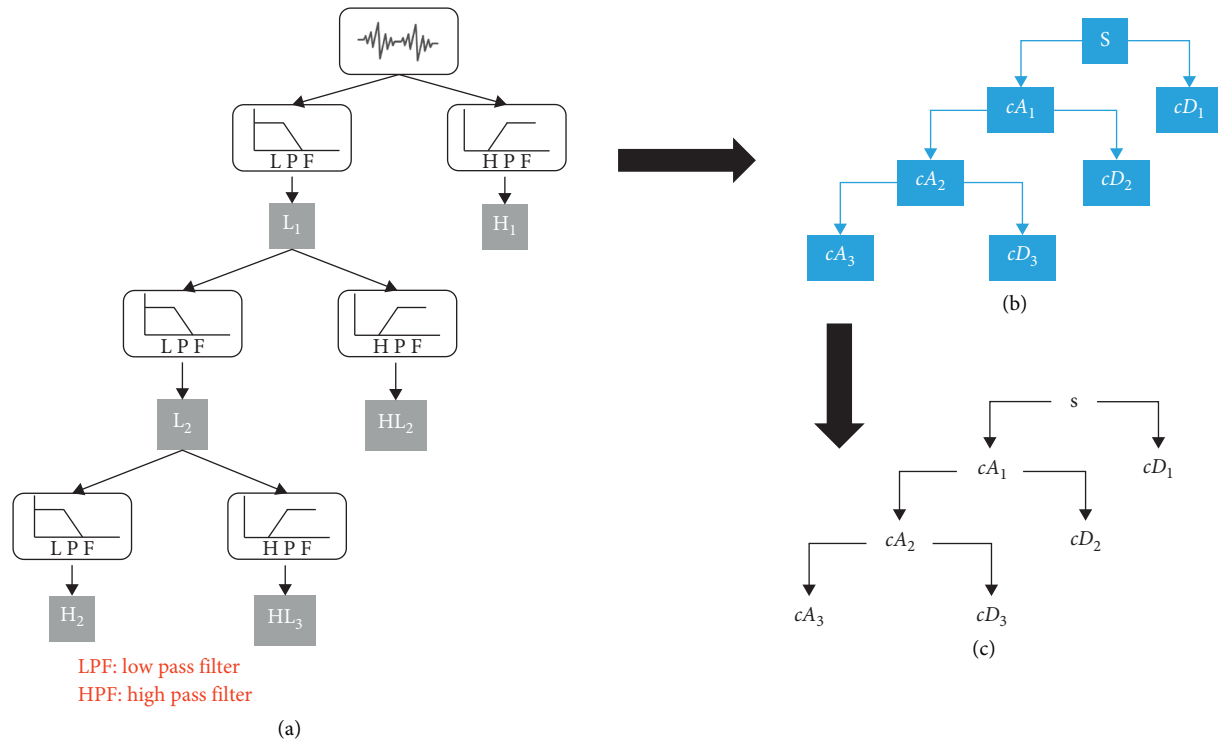 L P F
H P F
L₁
H₁
L P F
H P F
L₂
HL₂
L P F
H P F
H₂
HL₃
LPF: low pass filter
HPF: high pass filter
(a)
S
cA₁
cD₁
cA₂
cD₂
cA₃
cD₃
(b)
s
cA₁
cD₁
cA₂
cD₂
cA₃
cD₃
(c)